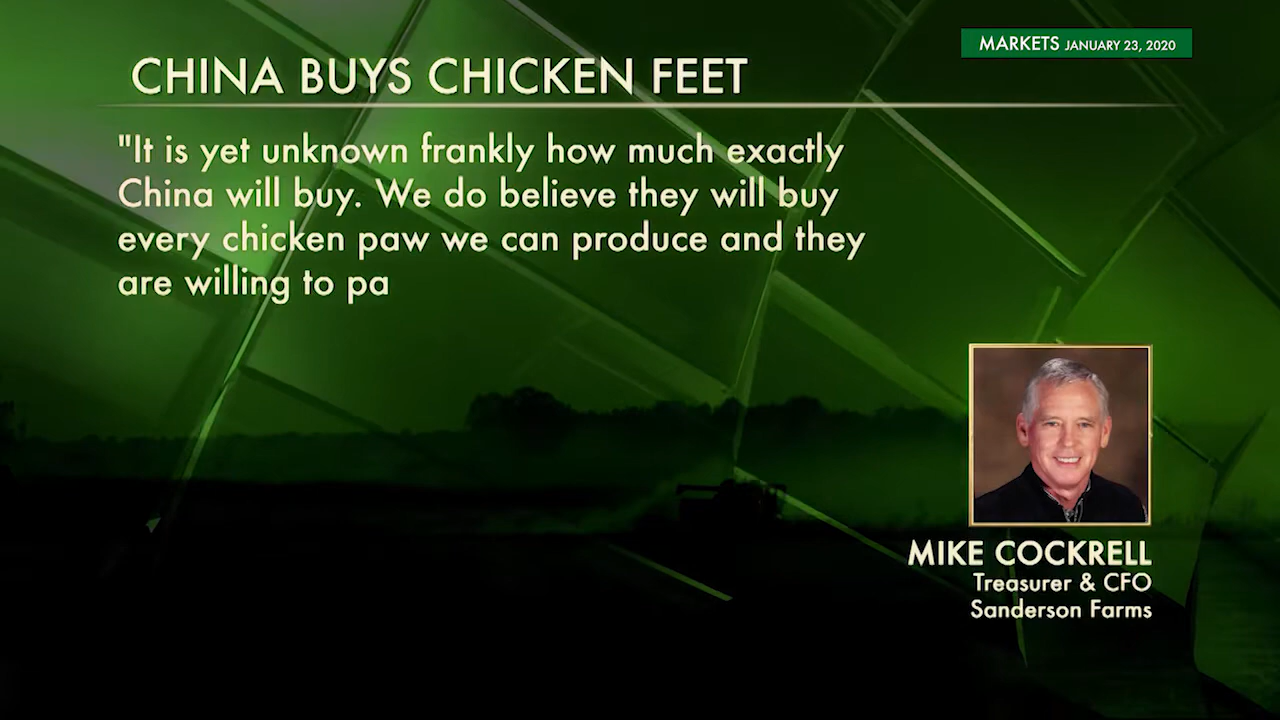 MARKETS JANUARY 23, 2020
CHINA BUYS CHICKEN FEET
"It is yet unknown frankly how much exactly
China will buy. We do believe they will buy
every chicken paw we can produce and they
are willing to pa
MIKE COCKRELL
Treasurer & CFO
Sanderson Farms